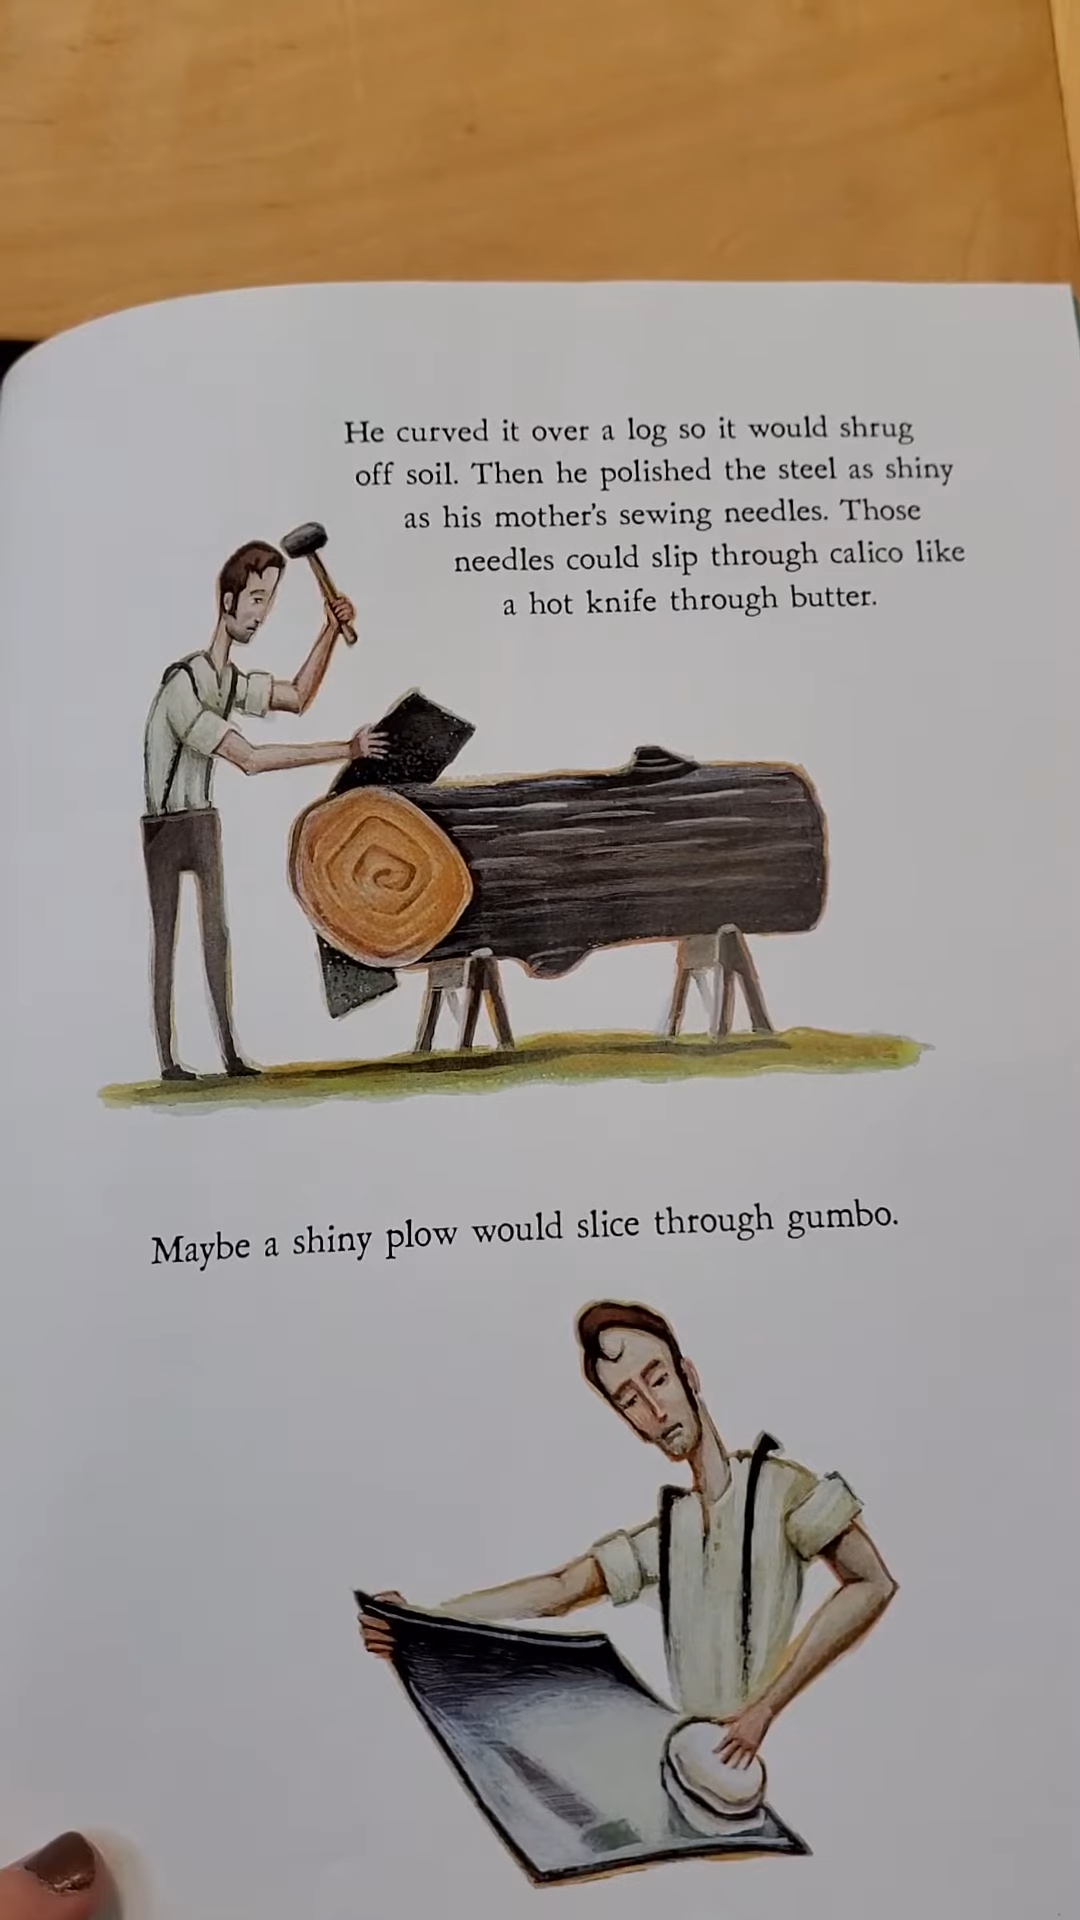 He curved it over a log so it would shrug
off soil. Then he polished the steel as shiny
as his mother's sewing needles. Those
needles could slip through calico like
a hot knife through butter.
Maybe a shiny plow would slice through gumbo.